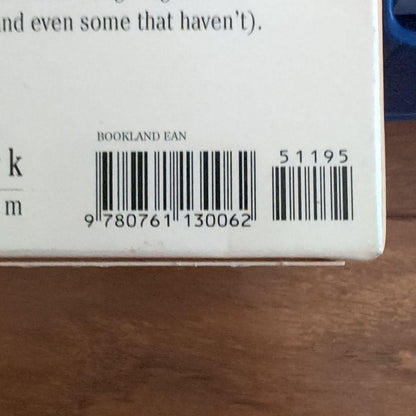 nd even some that haven't).
BOOKLAND EAN
51195
k
m
9 780761 130062